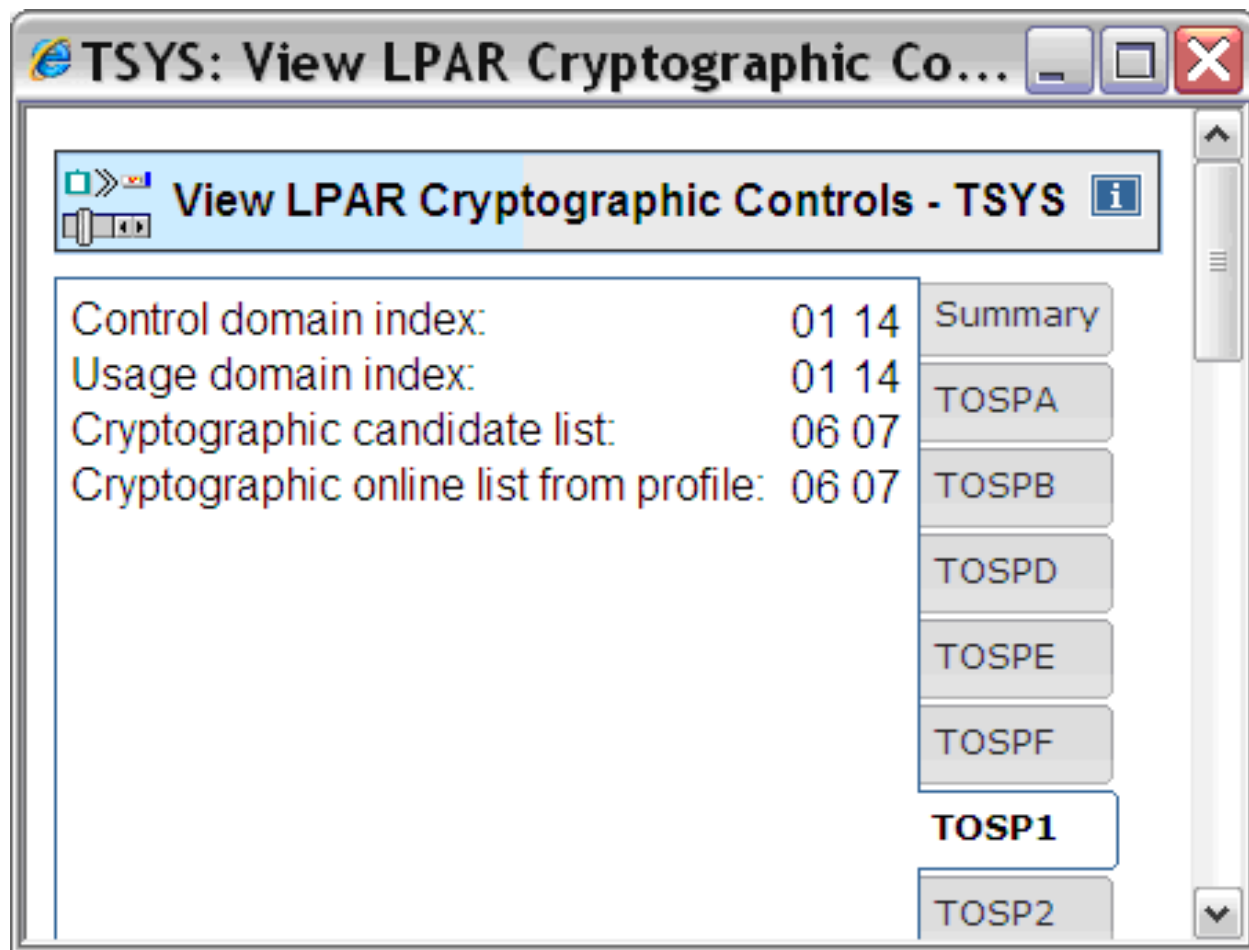 TSYS: View LPAR Cryptographic Co...
View LPAR Cryptographic Controls - TSYS
Control domain index: 01 14
Usage domain index: 01 14
Cryptographic candidate list: 06 07
Cryptographic online list from profile: 06 07
Summary
TOSPA
TOSPB
TOSPD
TOSPE
TOSPF
TOSP1
TOSP2